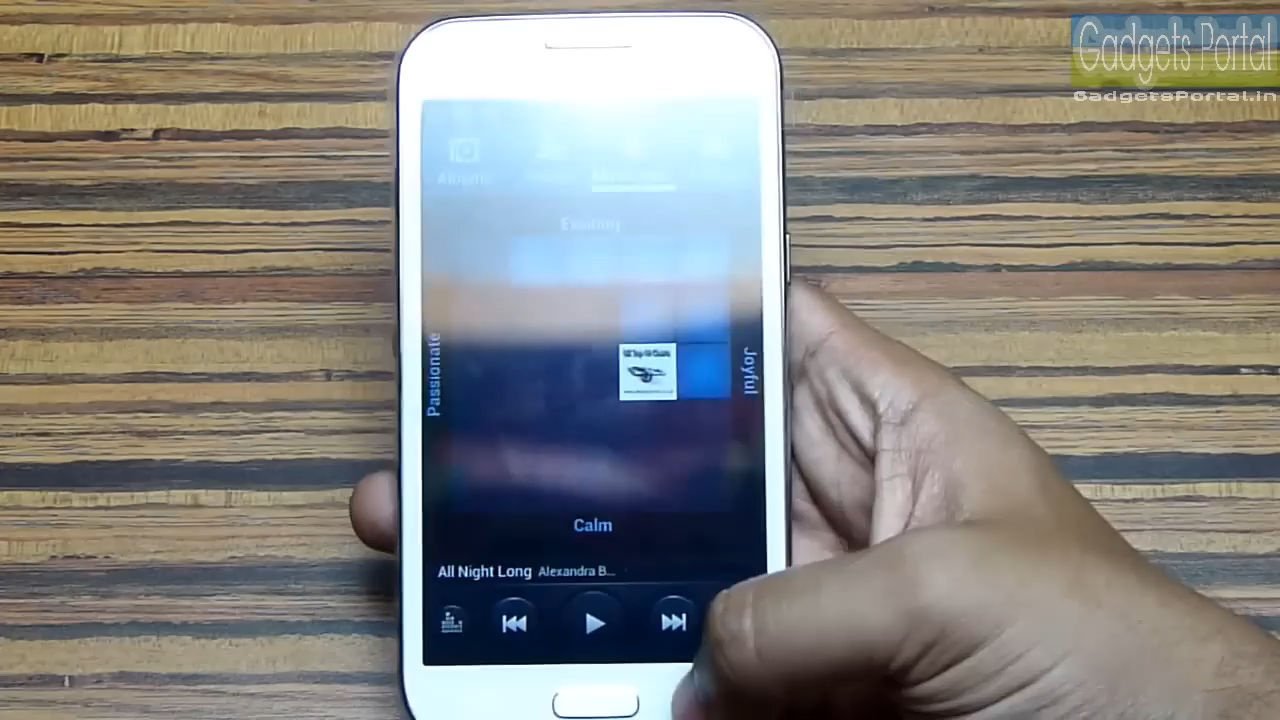 Gadgets Portal
GadgetsPortal.in
Exciting
Passionate
Joyful
Calm
All Night Long Alexandra B...